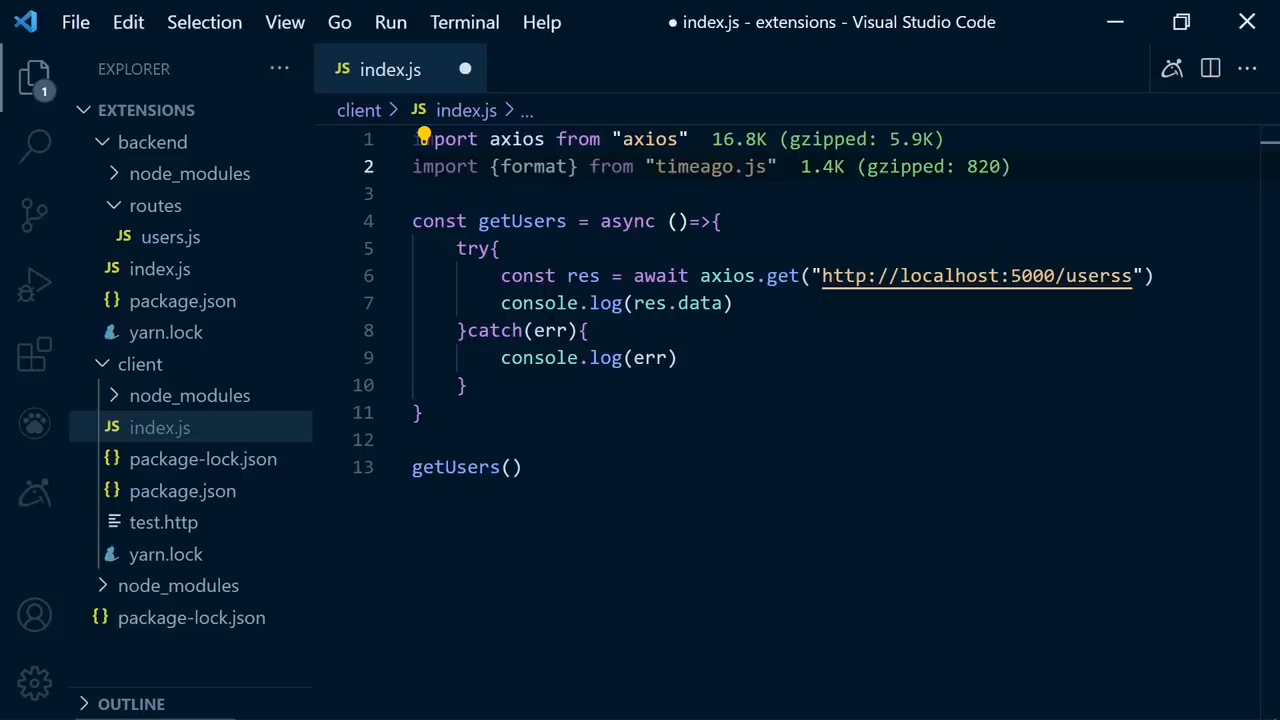 File Edit Selection View Go Run Terminal Help ● index.js - extensions - Visual Studio Code
EXPLORER ...
1
EXTENSIONS
backend
node_modules
routes
JS users.js
JS index.js
{} package.json
yarn.lock
client
node_modules
JS index.js
{} package-lock.json
{} package.json
test.http
yarn.lock
node_modules
{} package-lock.json
OUTLINE
JS index.js
client > JS index.js > ...
1 import axios from "axios" 16.8K (gzipped: 5.9K)
2 import {format} from "timeago.js" 1.4K (gzipped: 820)
3
4 const getUsers = async ()=>{
5 try{
6 const res = await axios.get("http://localhost:5000/userss")
7 console.log(res.data)
8 }catch(err){
9 console.log(err)
10 }
11 }
12
13 getUsers()